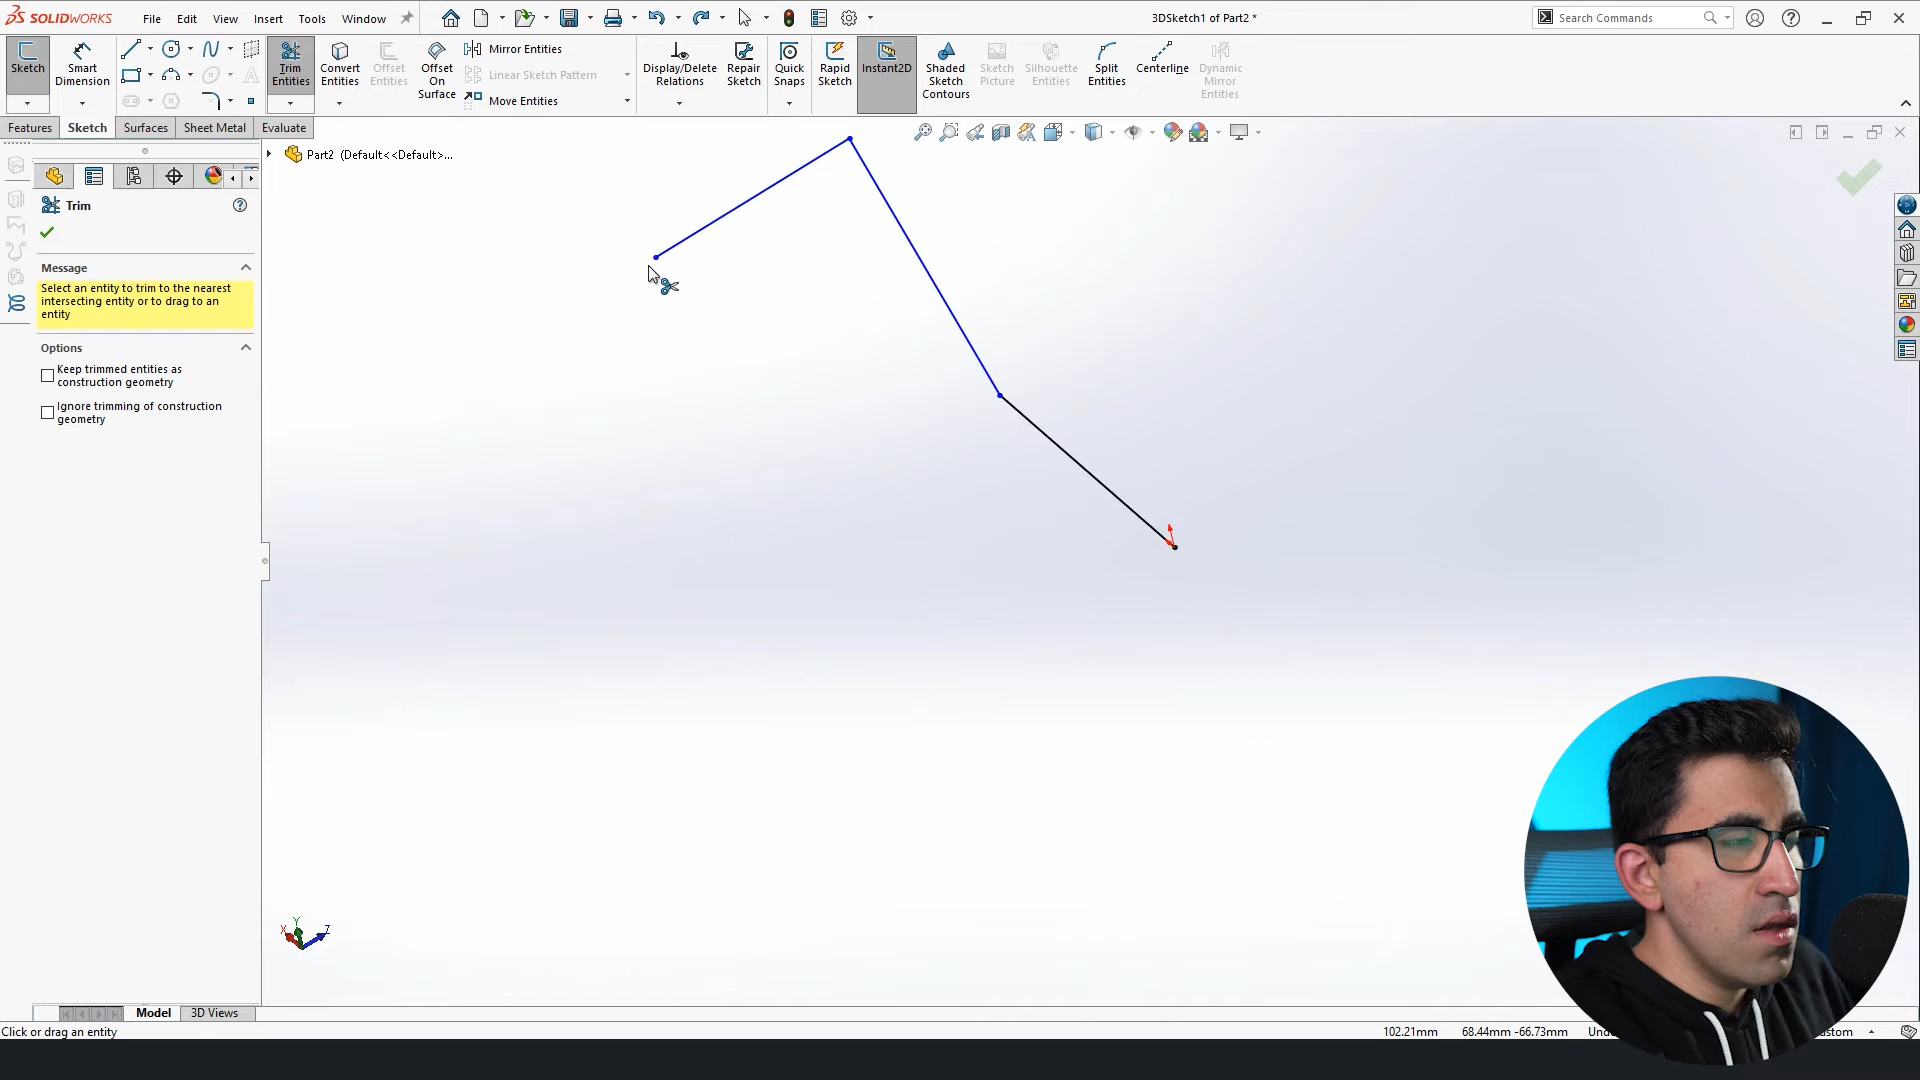 SOLIDWORKS File Edit View Insert Tools Window 3DSketch1 of Part2 * Search Commands
Sketch
Smart
Dimension
Trim
Entities
Convert
Entities
Offset
Entities
Offset
On
Surface
Mirror Entities
Linear Sketch Pattern
Move Entities
Display/Delete
Relations
Repair
Sketch
Quick
Snaps
Rapid
Sketch
Instant2D
Shaded
Sketch
Contours
Sketch
Picture
Silhouette
Entities
Split
Entities
Centerline
Dynamic
Mirror
Entities
Features Sketch Surfaces Sheet Metal Evaluate
Part2 (Default<<Default>...
Trim
Message
Select an entity to trim to the nearest
intersecting entity or to drag to an
entity
Options
Keep trimmed entities as
construction geometry
Ignore trimming of construction
geometry
Y
X Z
Model 3D Views
Click or drag an entity 102.21mm 68.44mm -66.73mm